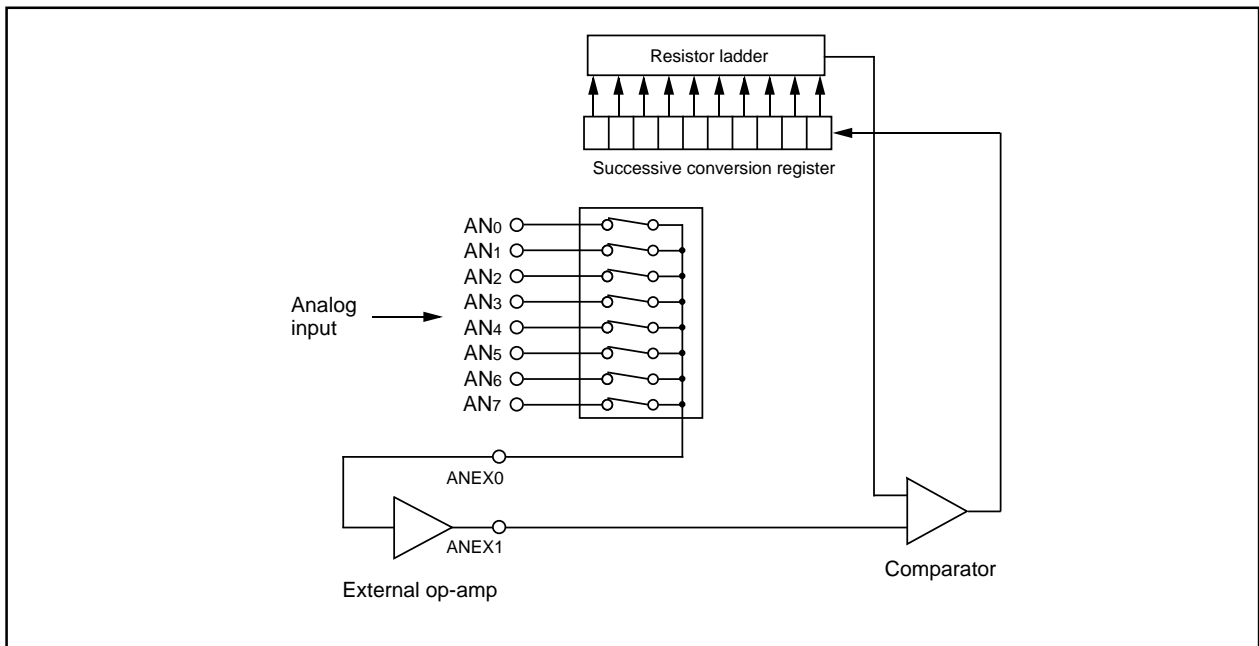 Resistor ladder
Successive conversion register
AN0
AN1
AN2
AN3
AN4
AN5
AN6
AN7
Analog
input
ANEX0
ANEX1
External op-amp
Comparator